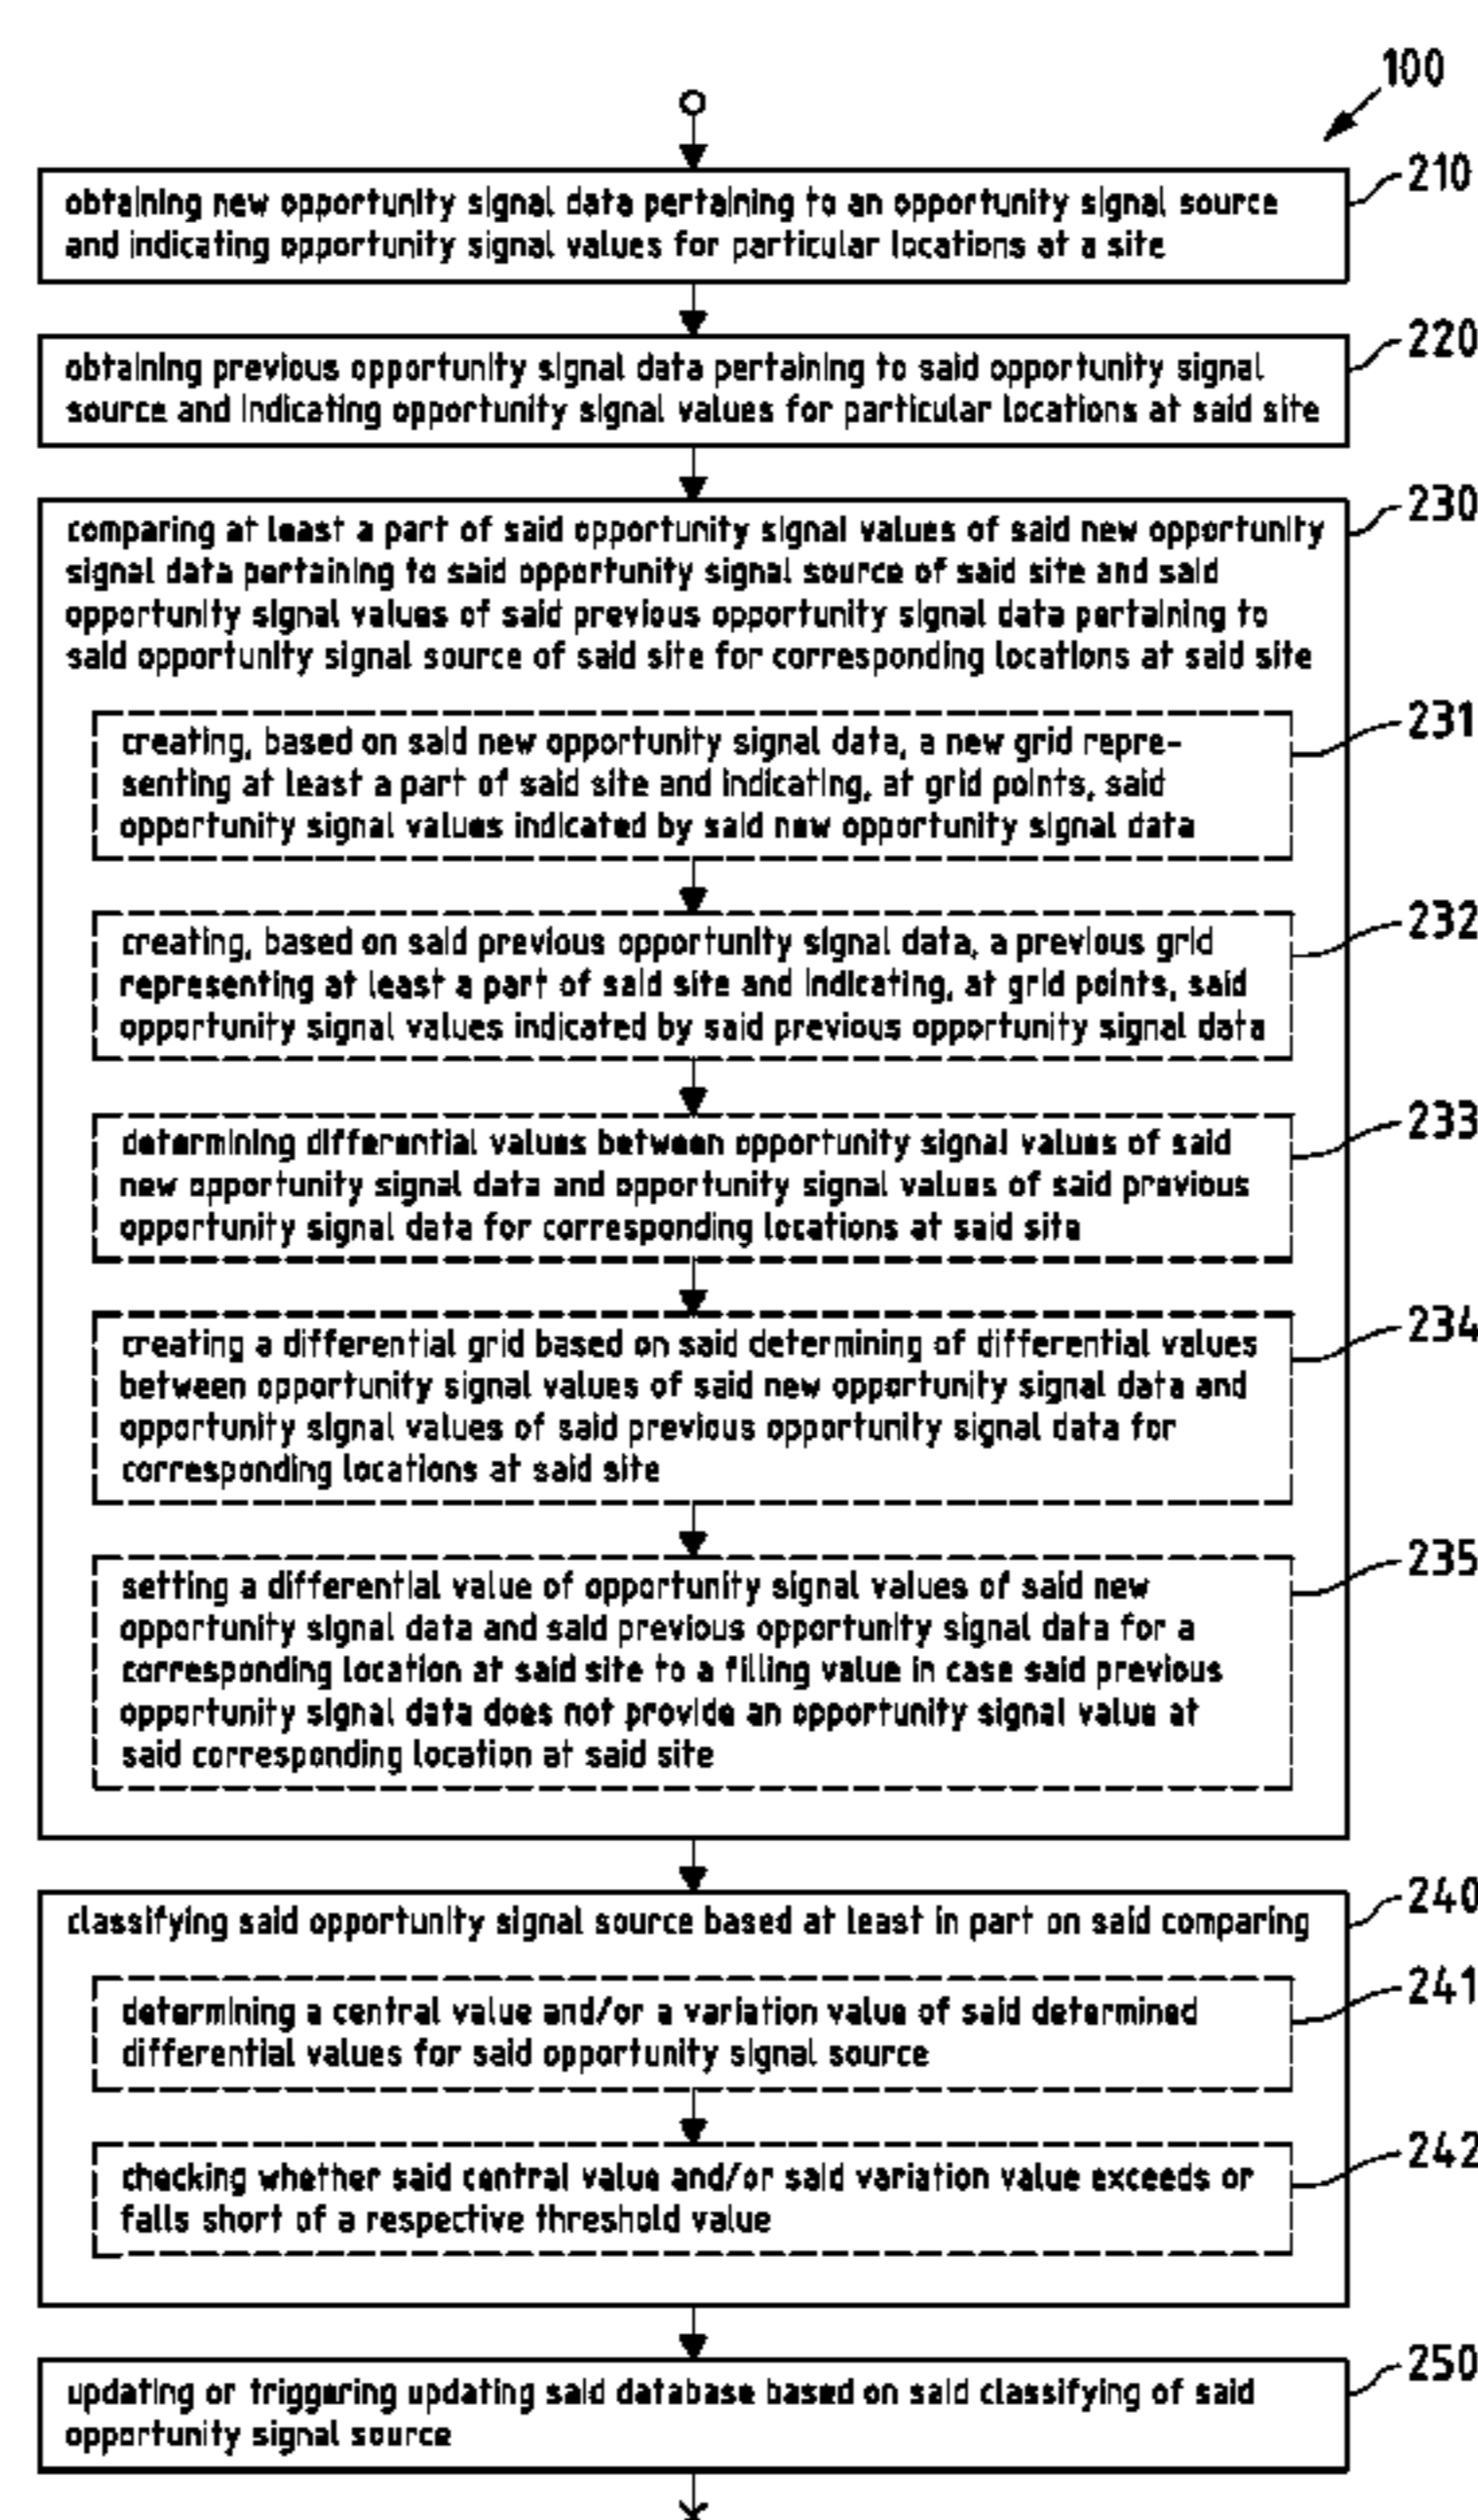 100
210
obtaining new opportunity signal data pertaining to an opportunity signal source
and indicating opportunity signal values for particular locations at a site
220
obtaining previous opportunity signal data pertaining to said opportunity signal
source and indicating opportunity signal values for particular locations at said site
230
comparing at least a part of said opportunity signal values of said new opportunity
signal data pertaining to said opportunity signal source of said site and said
opportunity signal values of said previous opportunity signal data pertaining to
said opportunity signal source of said site for corresponding locations at said site
231
creating, based on said new opportunity signal data, a new grid repre-
senting at least a part of said site and indicating, at grid points, said
opportunity signal values indicated by said new opportunity signal data
232
creating, based on said previous opportunity signal data, a previous grid
representing at least a part of said site and indicating, at grid points, said
opportunity signal values indicated by said previous opportunity signal data
233
determining differential values between opportunity signal values of said
new opportunity signal data and opportunity signal values of said previous
opportunity signal data for corresponding locations at said site
234
creating a differential grid based on said determining of differential values
between opportunity signal values of said new opportunity signal data and
opportunity signal values of said previous opportunity signal data for
corresponding locations at said site
235
setting a differential value of opportunity signal values of said new
opportunity signal data and said previous opportunity signal data for a
corresponding location at said site to a filling value in case said previous
opportunity signal data does not provide an opportunity signal value at
said corresponding location at said site
240
classifying said opportunity signal source based at least in part on said comparing
241
determining a central value and/or a variation value of said determined
differential values for said opportunity signal source
242
checking whether said central value and/or said variation value exceeds or
falls short of a respective threshold value
250
updating or triggering updating said database based on said classifying of said
opportunity signal source